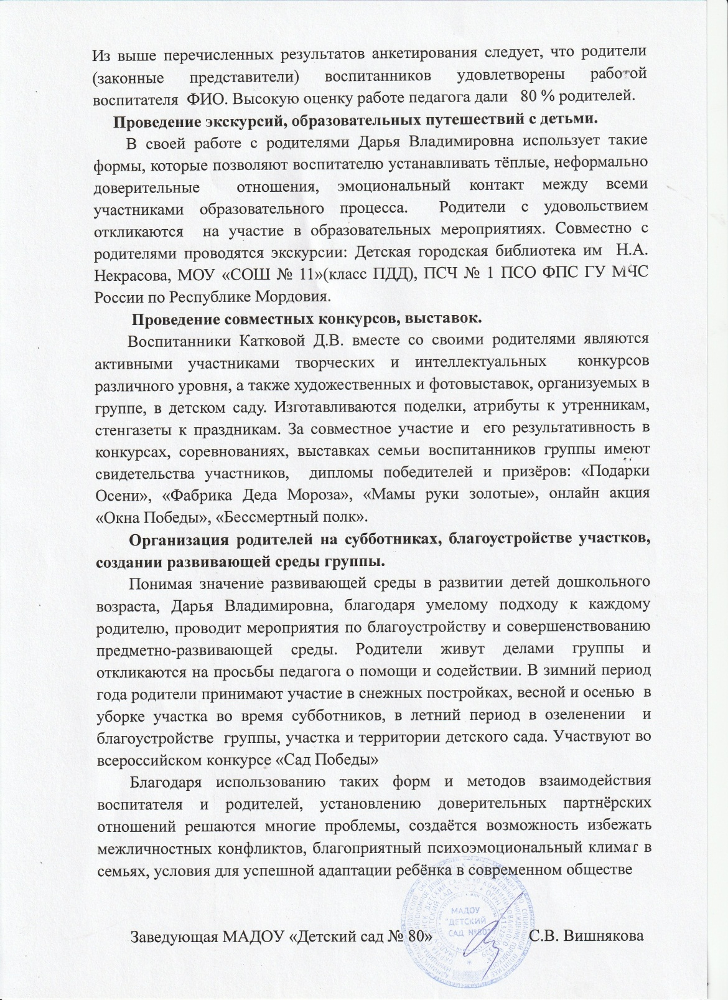 Из выше перечисленных результатов анкетирования следует, что родители
(законные представители) воспитанников удовлетворены работой
воспитателя ФИО. Высокую оценку работе педагога дали 80 % родителей.
Проведение экскурсий, образовательных путешествий с детьми.
В своей работе с родителями Дарья Владимировна использует такие
формы, которые позволяют воспитателю устанавливать тёплые, неформально
доверительные отношения, эмоциональный контакт между всеми
участниками образовательного процесса. Родители с удовольствием
откликаются на участие в образовательных мероприятиях. Совместно с
родителями проводятся экскурсии: Детская городская библиотека им Н.А.
Некрасова, МОУ «СОШ № 11»(класс ПДД), ПСЧ № 1 ПСО ФПС ГУ МЧС
России по Республике Мордовия.
Проведение совместных конкурсов, выставок.
Воспитанники Катковой Д.В. вместе со своими родителями являются
активными участниками творческих и интеллектуальных конкурсов
различного уровня, а также художественных и фотовыставок, организуемых в
группе, в детском саду. Изготавливаются поделки, атрибуты к утренникам,
стенгазеты к праздникам. За совместное участие и его результативность в
конкурсах, соревнованиях, выставках семьи воспитанников группы имеют
свидетельства участников, дипломы победителей и призёров: «Подарки
Осени», «Фабрика Деда Мороза», «Мамы руки золотые», онлайн акция
«Окна Победы», «Бессмертный полк».
Организация родителей на субботниках, благоустройстве участков,
создании развивающей среды группы.
Понимая значение развивающей среды в развитии детей дошкольного
возраста, Дарья Владимировна, благодаря умелому подходу к каждому
родителю, проводит мероприятия по благоустройству и совершенствованию
предметно-развивающей среды. Родители живут делами группы и
откликаются на просьбы педагога о помощи и содействии. В зимний период
года родители принимают участие в снежных постройках, весной и осенью в
уборке участка во время субботников, в летний период в озеленении и
благоустройстве группы, участка и территории детского сада. Участвуют во
всероссийском конкурсе «Сад Победы»
Благодаря использованию таких форм и методов взаимодействия
воспитателя и родителей, установлению доверительных партнёрских
отношений решаются многие проблемы, создаётся возможность избежать
межличностных конфликтов, благоприятный психоэмоциональный климат в
семьях, условия для успешной адаптации ребёнка в современном обществе
Заведующая МАДОУ «Детский сад № 80» С.В. Вишнякова
МАДОУ
"ДЕТСКИЙ
САД №80"